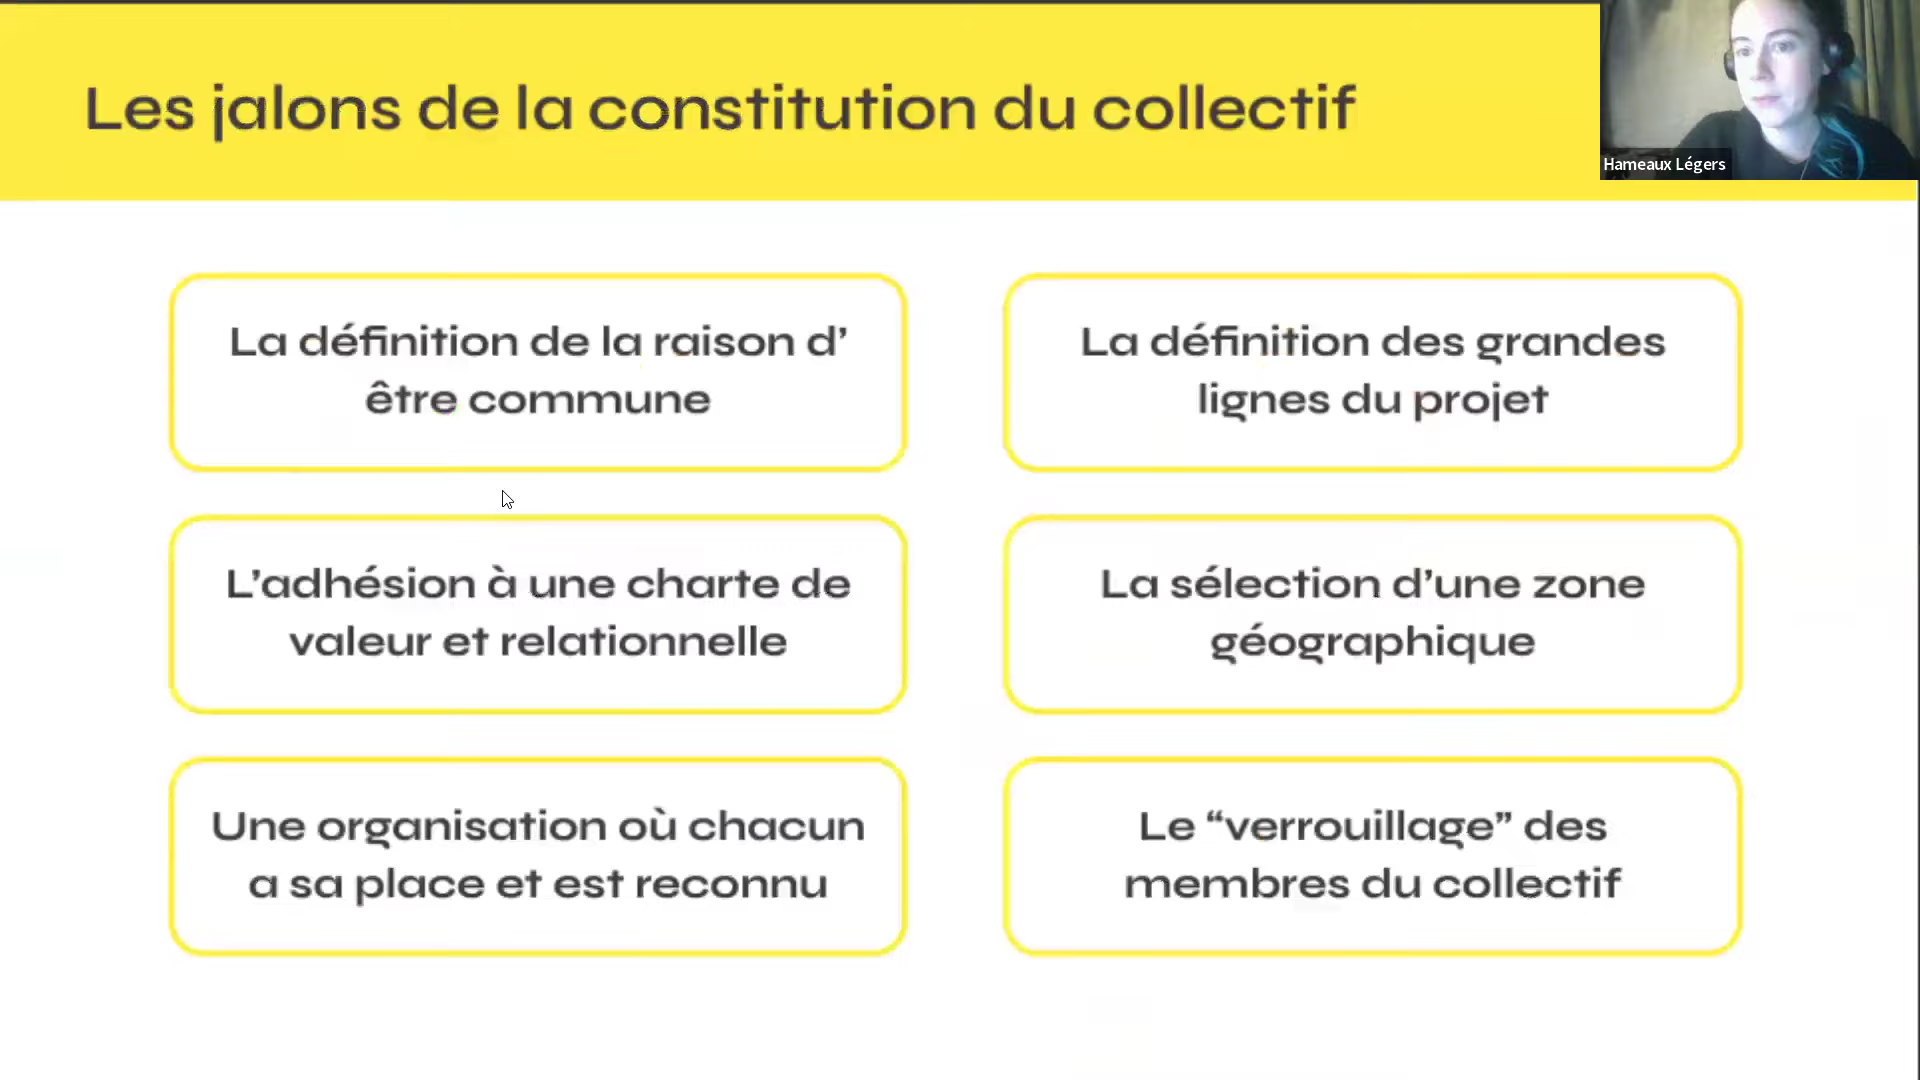 Les jalons de la constitution du collectif
Hameaux Légers
La définition de la raison d’
être commune
La définition des grandes
lignes du projet
L’adhésion à une charte de
valeur et relationnelle
La sélection d’une zone
géographique
Une organisation où chacun
a sa place et est reconnu
Le “verrouillage” des
membres du collectif